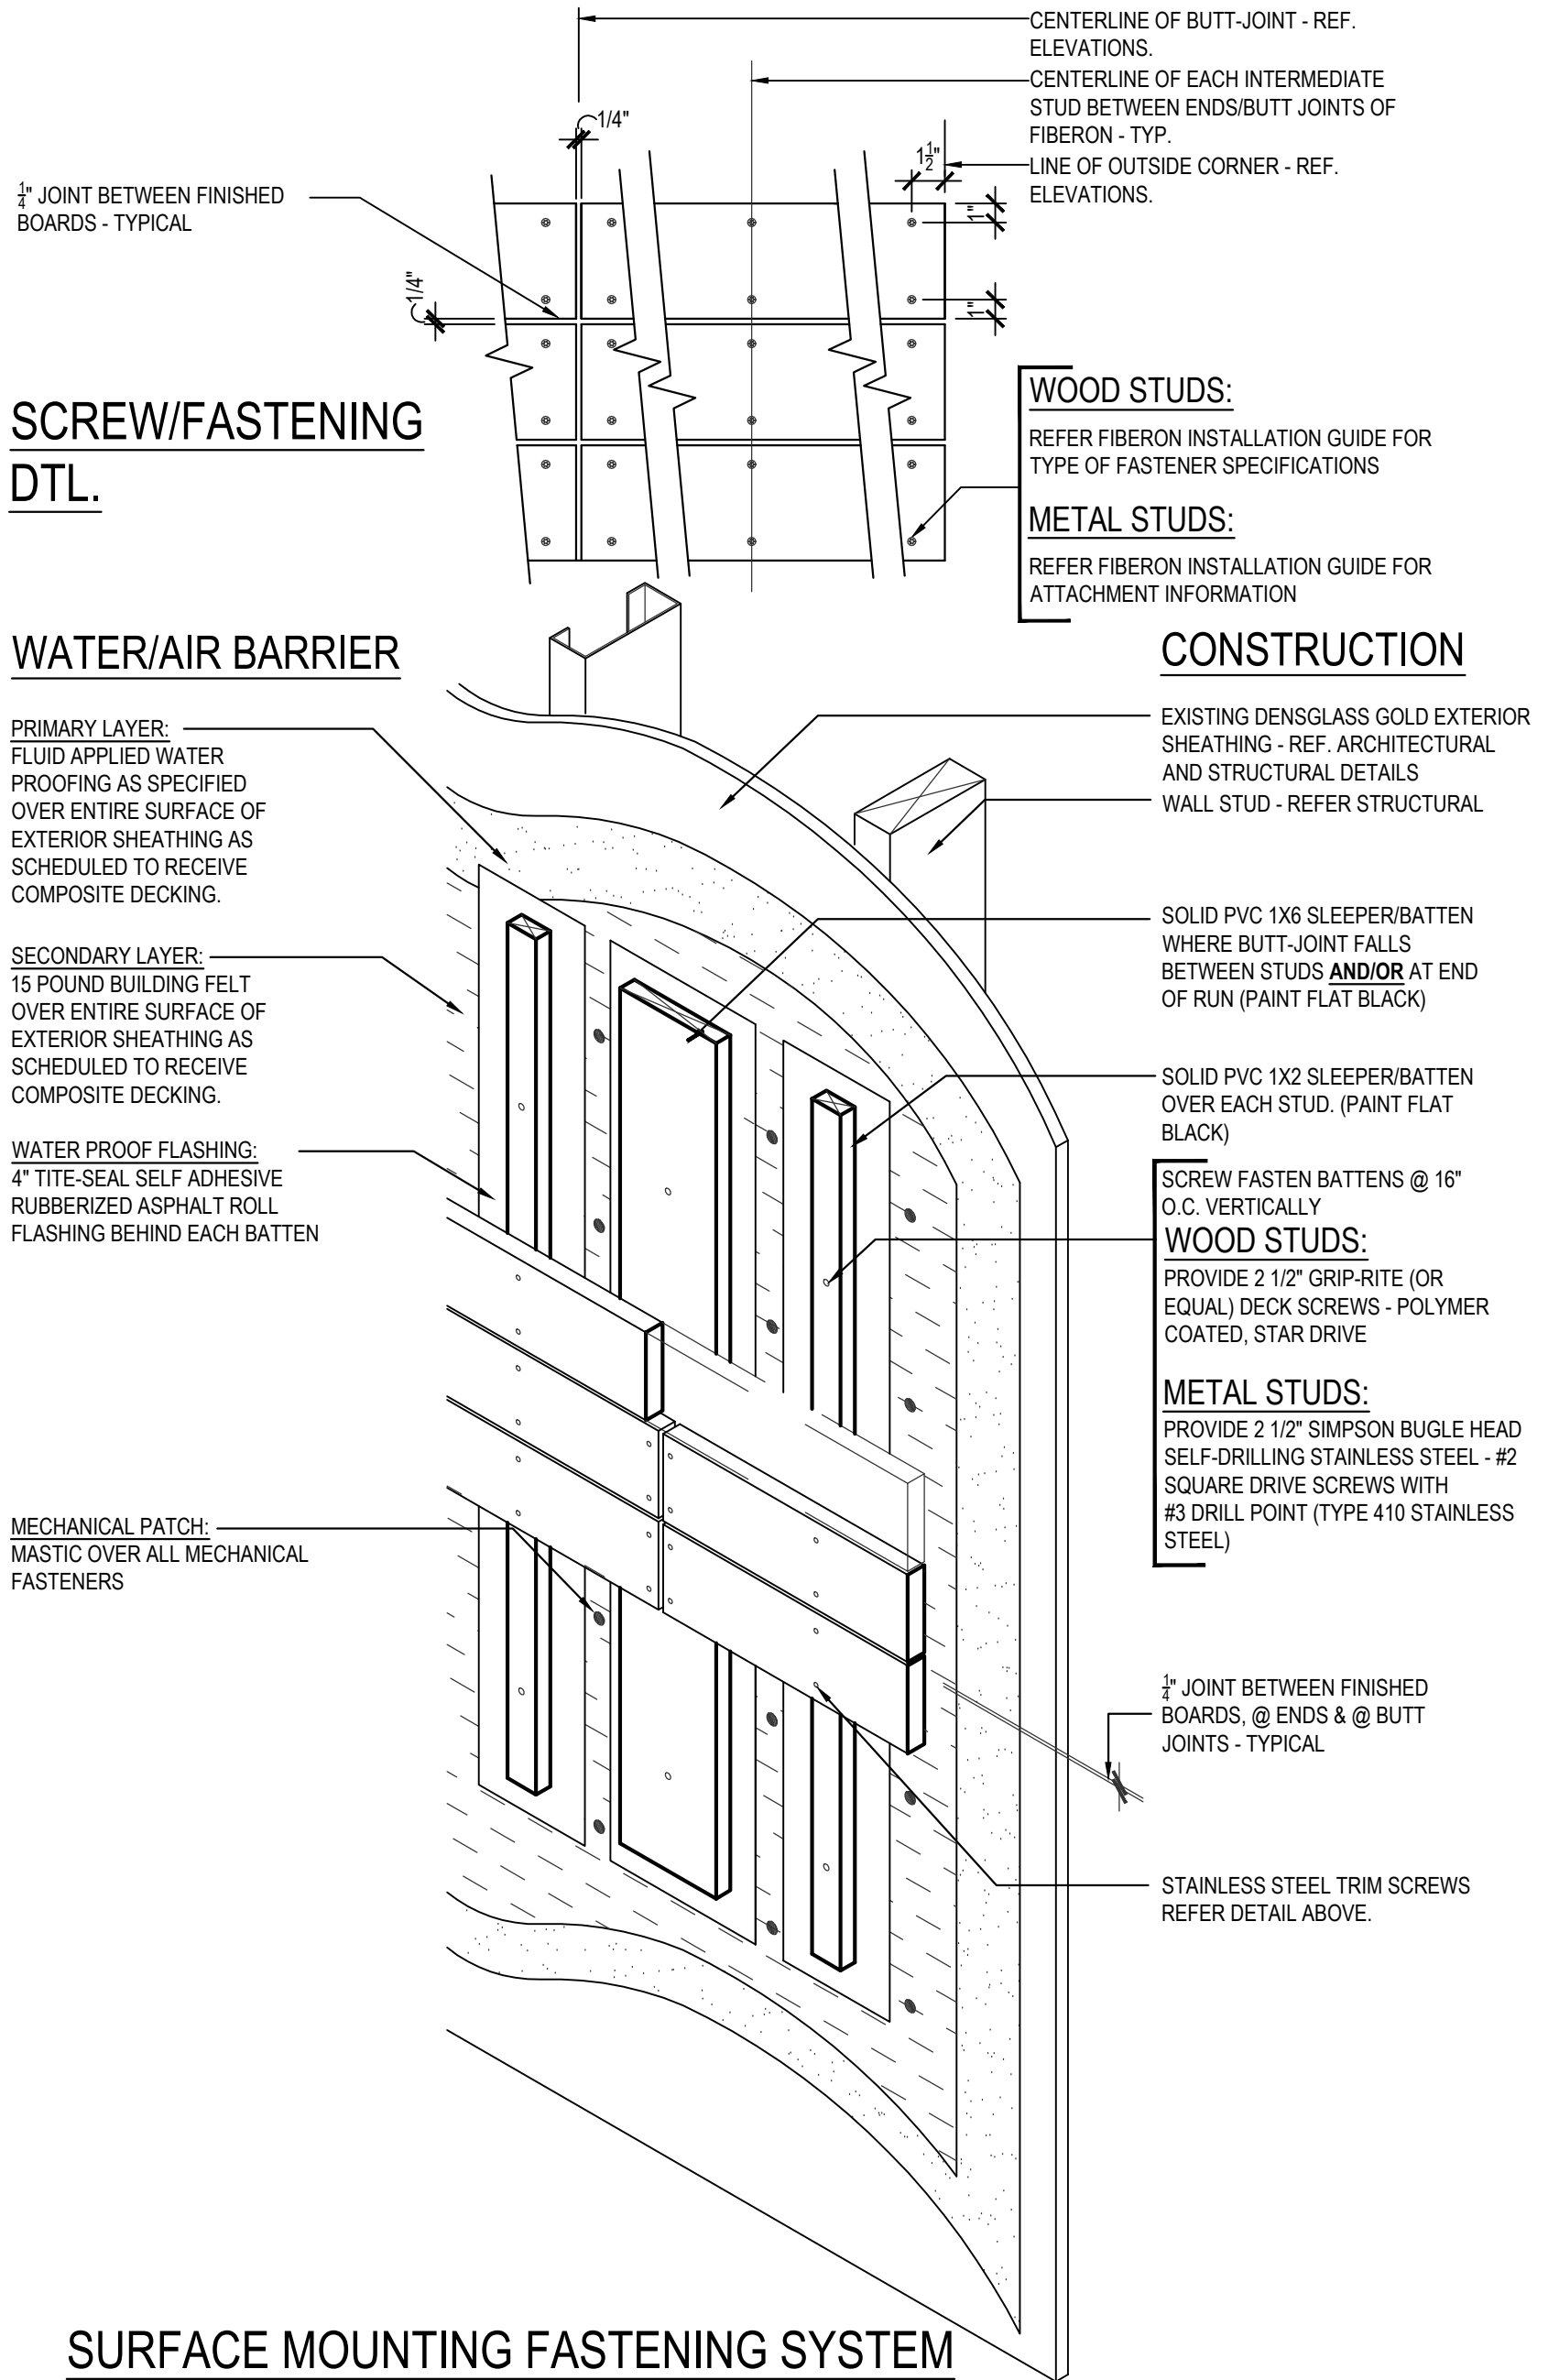 CENTERLINE OF BUTT-JOINT - REF.
ELEVATIONS.
CENTERLINE OF EACH INTERMEDIATE
STUD BETWEEN ENDS/BUTT JOINTS OF
FIBERON - TYP.
LINE OF OUTSIDE CORNER - REF.
ELEVATIONS.
1/4"
1 1/2"
1"
1"
1/4"
1/4" JOINT BETWEEN FINISHED
BOARDS - TYPICAL
SCREW/FASTENING
DTL.
WOOD STUDS:
REFER FIBERON INSTALLATION GUIDE FOR
TYPE OF FASTENER SPECIFICATIONS
METAL STUDS:
REFER FIBERON INSTALLATION GUIDE FOR
ATTACHMENT INFORMATION
WATER/AIR BARRIER
PRIMARY LAYER:
FLUID APPLIED WATER
PROOFING AS SPECIFIED
OVER ENTIRE SURFACE OF
EXTERIOR SHEATHING AS
SCHEDULED TO RECEIVE
COMPOSITE DECKING.
SECONDARY LAYER:
15 POUND BUILDING FELT
OVER ENTIRE SURFACE OF
EXTERIOR SHEATHING AS
SCHEDULED TO RECEIVE
COMPOSITE DECKING.
WATER PROOF FLASHING:
4" TITE-SEAL SELF ADHESIVE
RUBBERIZED ASPHALT ROLL
FLASHING BEHIND EACH BATTEN
MECHANICAL PATCH:
MASTIC OVER ALL MECHANICAL
FASTENERS
CONSTRUCTION
EXISTING DENSGLASS GOLD EXTERIOR
SHEATHING - REF. ARCHITECTURAL
AND STRUCTURAL DETAILS
WALL STUD - REFER STRUCTURAL
SOLID PVC 1X6 SLEEPER/BATTEN
WHERE BUTT-JOINT FALLS
BETWEEN STUDS AND/OR AT END
OF RUN (PAINT FLAT BLACK)
SOLID PVC 1X2 SLEEPER/BATTEN
OVER EACH STUD. (PAINT FLAT
BLACK)
SCREW FASTEN BATTENS @ 16"
O.C. VERTICALLY
WOOD STUDS:
PROVIDE 2 1/2" GRIP-RITE (OR
EQUAL) DECK SCREWS - POLYMER
COATED, STAR DRIVE
METAL STUDS:
PROVIDE 2 1/2" SIMPSON BUGLE HEAD
SELF-DRILLING STAINLESS STEEL - #2
SQUARE DRIVE SCREWS WITH
#3 DRILL POINT (TYPE 410 STAINLESS
STEEL)
1/4" JOINT BETWEEN FINISHED
BOARDS, @ ENDS & @ BUTT
JOINTS - TYPICAL
STAINLESS STEEL TRIM SCREWS
REFER DETAIL ABOVE.
SURFACE MOUNTING FASTENING SYSTEM